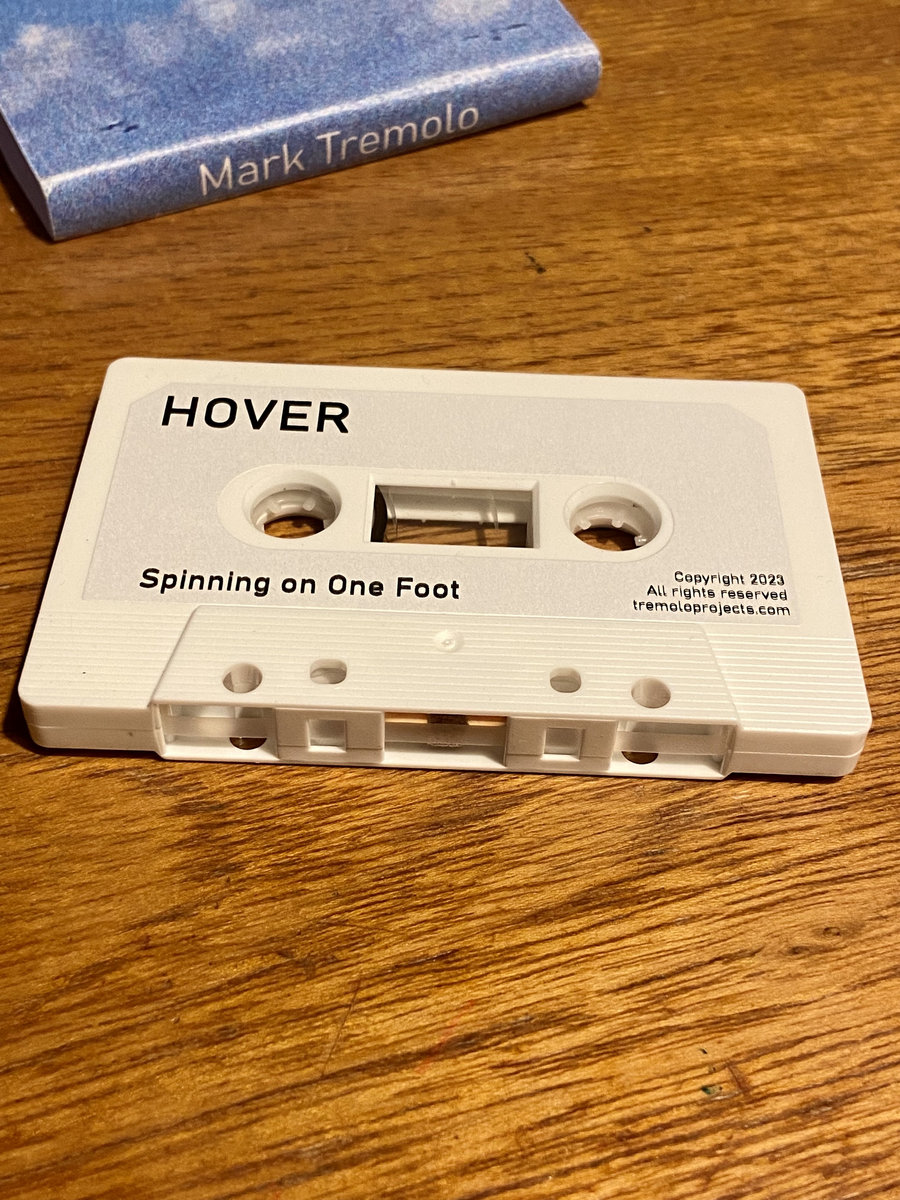 Mark Tremolo
HOVER
Spinning on One Foot
Copyright 2023
All rights reserved
tremoloprojects.com